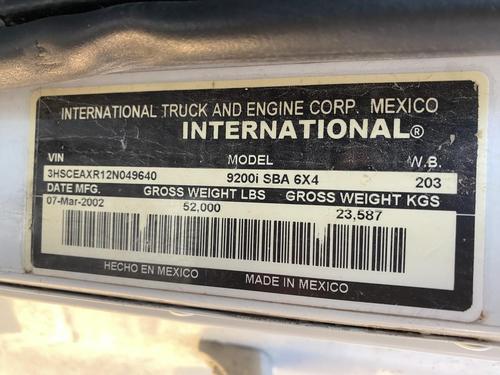 INTERNATIONAL TRUCK AND ENGINE CORP. MEXICO
INTERNATIONAL®
VIN MODEL W.B.
3HSCEAXR12N049640 9200i SBA 6X4 203
DATE MFG. GROSS WEIGHT LBS GROSS WEIGHT KGS
07-Mar-2002 52,000 23,587
HECHO EN MEXICO MADE IN MEXICO